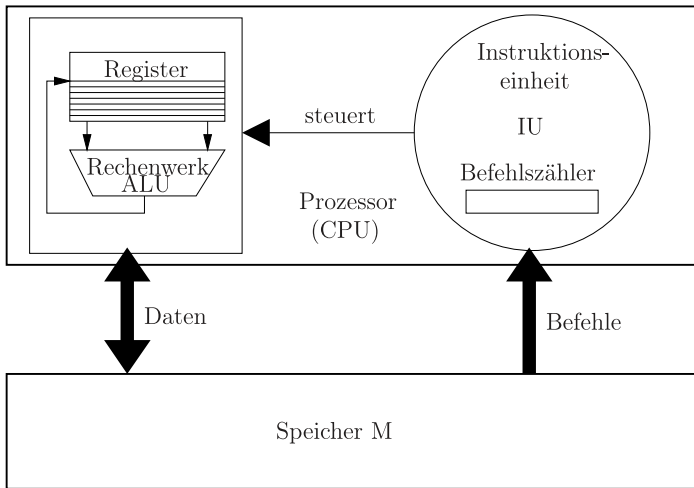 Register
Rechenwerk
ALU
steuert
Instruktions-
einheit
IU
Befehlszähler
Prozessor
(CPU)
Daten
Befehle
Speicher M